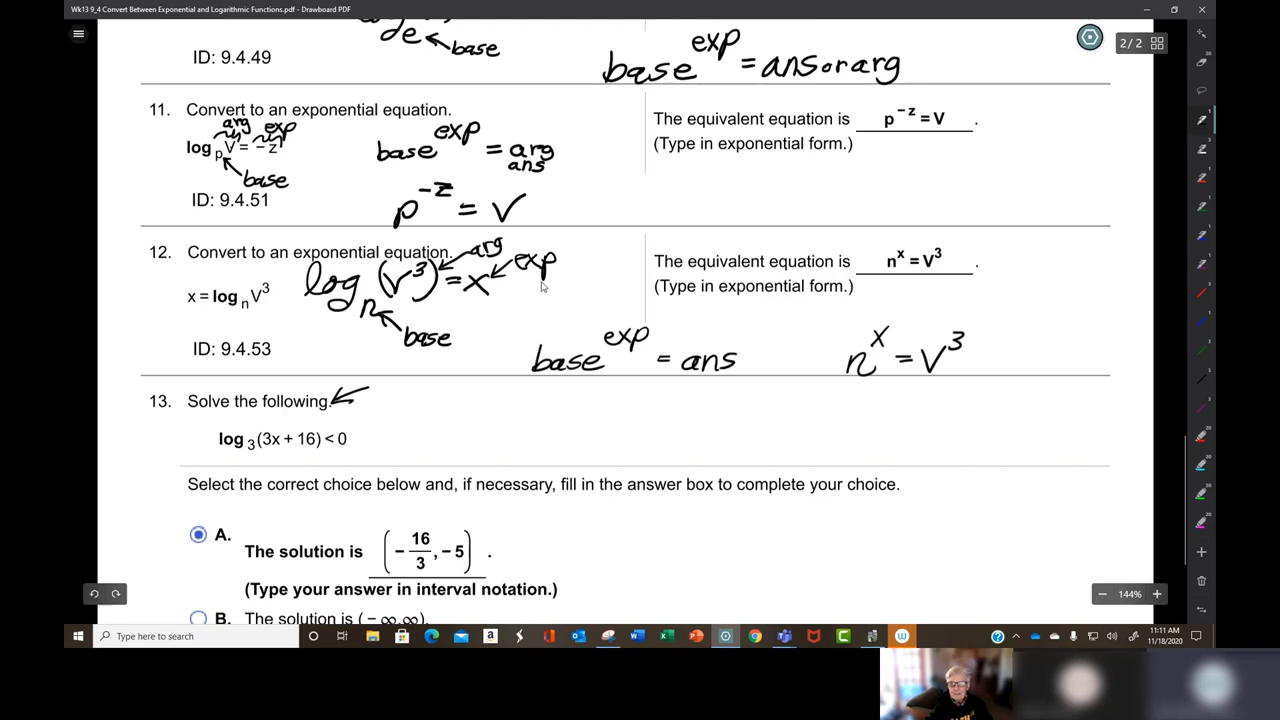 Wk13 9_4 Convert Between Exponential and Logarithmic Functions.pdf - Drawboard PDF
2/2
de base
ID: 9.4.49
base^exp = ans or arg
11. Convert to an exponential equation.
arg exp
log_p V = -z
base
base^exp = arg
ans
ID: 9.4.51
p^-z = V
The equivalent equation is p^-z = V .
(Type in exponential form.)
12. Convert to an exponential equation.
arg
exp
x = log_n V^3
log_n (V^3) = x
base
ID: 9.4.53
base^exp = ans
n^x = V^3
The equivalent equation is n^x = V^3 .
(Type in exponential form.)
13. Solve the following.
log_3 (3x + 16) < 0
Select the correct choice below and, if necessary, fill in the answer box to complete your choice.
A. The solution is (-16/3, -5) .
(Type your answer in interval notation.)
B. The solution is (-∞,∞).
144%
Type here to search
11:11 AM
11/18/2020